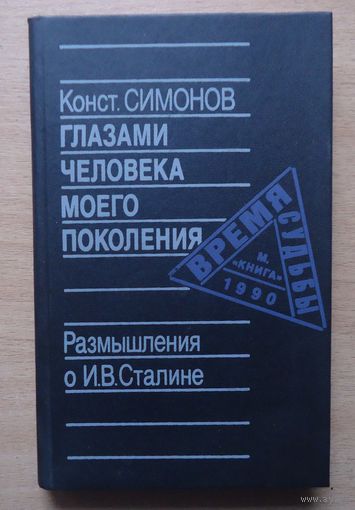 Конст. СИМОНОВ
ГЛАЗАМИ
ЧЕЛОВЕКА
МОЕГО
ПОКОЛЕНИЯ
ВРЕМЯ
СУДЬБЫ
М.
«КНИГА»
1990
Размышления
о И.В.Сталине